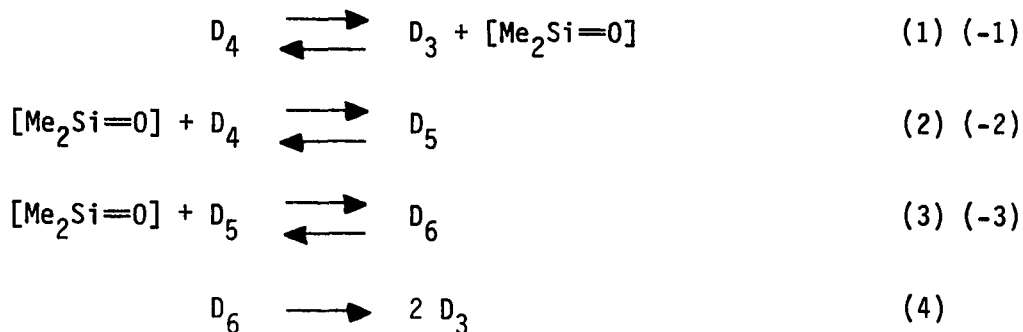 D₄ ⇄ D₃ + [Me₂Si=O] (1) (-1)
[Me₂Si=O] + D₄ ⇄ D₅ (2) (-2)
[Me₂Si=O] + D₅ ⇄ D₆ (3) (-3)
D₆ → 2 D₃ (4)